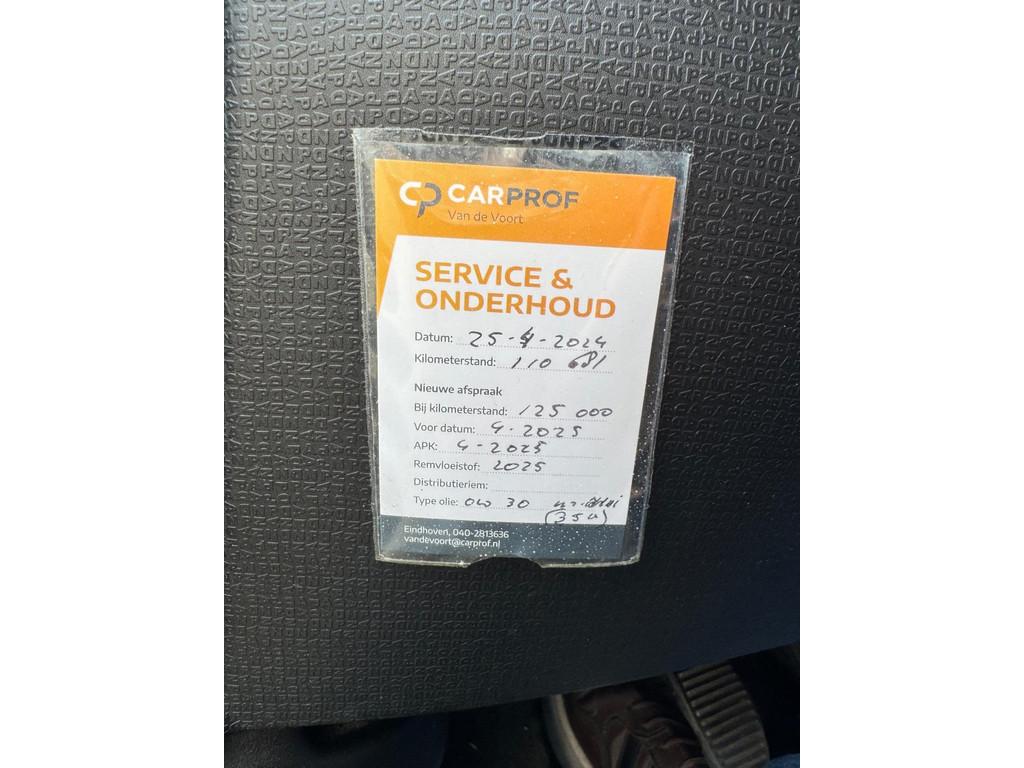 CP CARPROF
Van de Voort
SERVICE &
ONDERHOUD
Datum: 25-4-2024
Kilometerstand: 110 681
Nieuwe afspraak
Bij kilometerstand: 125 000
Voor datum: 4-2025
APK: 4-2025
Remvloeistof: 2025
Distributieriem:
Type olie: OW 30
Eindhoven, 040-2813636
vandevoort@carprof.nl